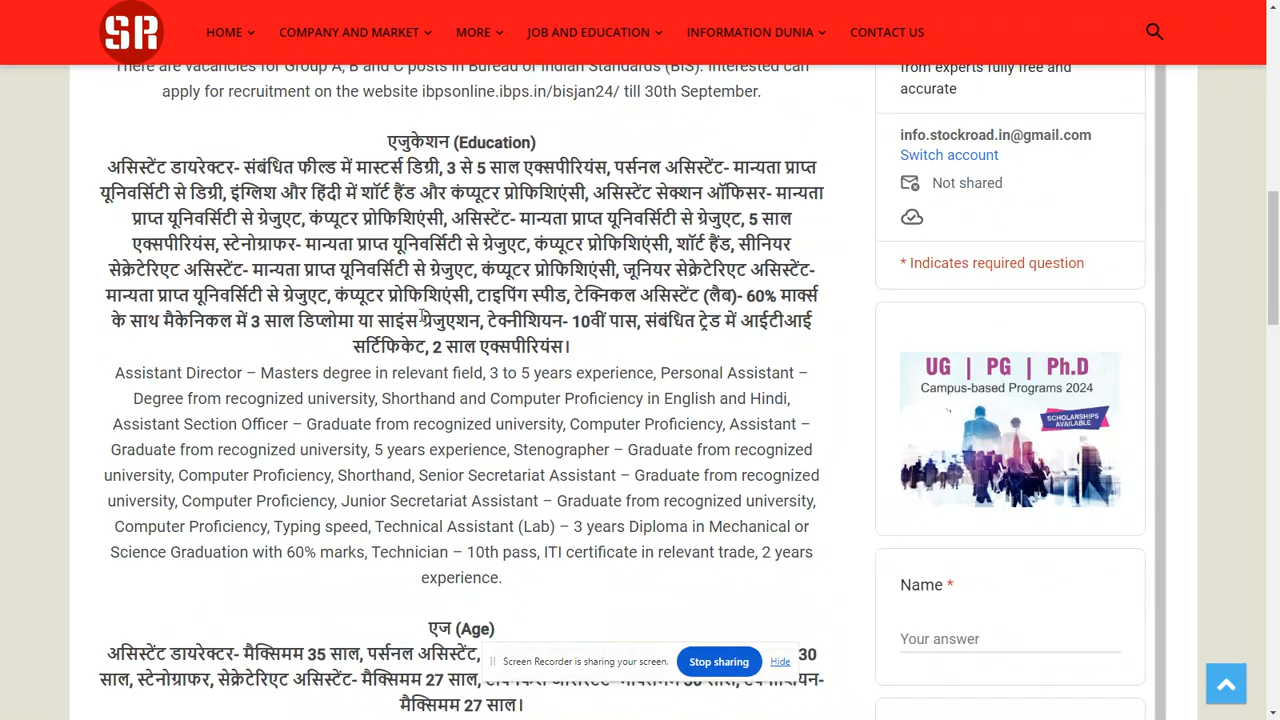 SR
HOME
COMPANY AND MARKET
MORE
JOB AND EDUCATION
INFORMATION DUNIA
CONTACT US
There are vacancies for Group A, B and C posts in Bureau of Indian Standards (BIS). Interested can
apply for recruitment on the website ibpsonline.ibps.in/bisjan24/ till 30th September.
एजुकेशन (Education)
असिस्टेंट डायरेक्टर- संबंधित फील्ड में मास्टर्स डिग्री, 3 से 5 साल एक्सपीरियंस, पर्सनल असिस्टेंट- मान्यता प्राप्त
यूनिवर्सिटी से डिग्री, इंग्लिश और हिंदी में शॉर्ट हैंड और कंप्यूटर प्रोफिशिएंसी, असिस्टेंट सेक्शन ऑफिसर- मान्यता
प्राप्त यूनिवर्सिटी से ग्रेजुएट, कंप्यूटर प्रोफिशिएंसी, असिस्टेंट- मान्यता प्राप्त यूनिवर्सिटी से ग्रेजुएट, 5 साल
एक्सपीरियंस, स्टेनोग्राफर- मान्यता प्राप्त यूनिवर्सिटी से ग्रेजुएट, कंप्यूटर प्रोफिशिएंसी, शॉर्ट हैंड, सीनियर
सेक्रेटेरिएट असिस्टेंट- मान्यता प्राप्त यूनिवर्सिटी से ग्रेजुएट, कंप्यूटर प्रोफिशिएंसी, जूनियर सेक्रेटेरिएट असिस्टेंट-
मान्यता प्राप्त यूनिवर्सिटी से ग्रेजुएट, कंप्यूटर प्रोफिशिएंसी, टाइपिंग स्पीड, टेक्निकल असिस्टेंट (लैब)- 60% मार्क्स
के साथ मैकेनिकल में 3 साल डिप्लोमा या साइंस ग्रेजुएशन, टेक्नीशियन- 10वीं पास, संबंधित ट्रेड में आईटीआई
सर्टिफिकेट, 2 साल एक्सपीरियंस।
Assistant Director – Masters degree in relevant field, 3 to 5 years experience, Personal Assistant –
Degree from recognized university, Shorthand and Computer Proficiency in English and Hindi,
Assistant Section Officer – Graduate from recognized university, Computer Proficiency, Assistant –
Graduate from recognized university, 5 years experience, Stenographer – Graduate from recognized
university, Computer Proficiency, Shorthand, Senior Secretariat Assistant – Graduate from recognized
university, Computer Proficiency, Junior Secretariat Assistant – Graduate from recognized university,
Computer Proficiency, Typing speed, Technical Assistant (Lab) – 3 years Diploma in Mechanical or
Science Graduation with 60% marks, Technician – 10th pass, ITI certificate in relevant trade, 2 years
experience.
एज (Age)
असिस्टेंट डायरेक्टर- मैक्सिमम 35 साल, पर्सनल असिस्टेंट, 30
साल, स्टेनोग्राफर, सेक्रेटेरिएट असिस्टेंट- मैक्सिमम 27 साल,
मैक्सिमम 27 साल।
Screen Recorder is sharing your screen.
Stop sharing
Hide
from experts fully free and
accurate
info.stockroad.in@gmail.com
Switch account
Not shared
* Indicates required question
UG | PG | Ph.D
Campus-based Programs 2024
SCHOLARSHIPS
AVAILABLE
Name *
Your answer